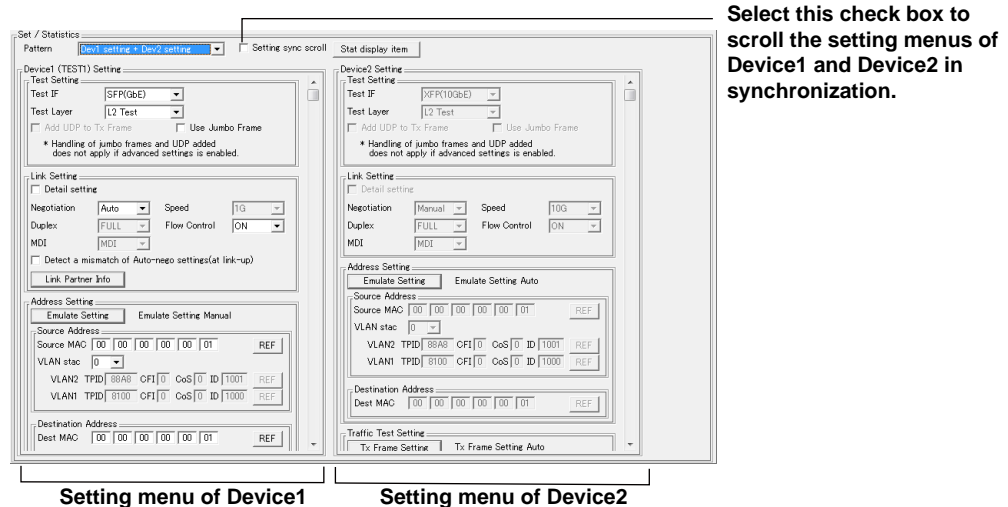 Select this check box to
scroll the setting menus of
Device1 and Device2 in
synchronization.
Set / Statistics
Pattern Dev1 setting + Dev2 setting Setting sync scroll Stat display item
Device1 (TEST1) Setting
Test Setting
Test IF SFP(GbE)
Test Layer L2 Test
Add UDP to Tx Frame Use Jumbo Frame
* Handling of jumbo frames and UDP added
does not apply if advanced settings is enabled.
Link Setting
Detail setting
Negotiation Auto Speed 1G
Duplex FULL Flow Control ON
MDI MDI
Detect a mismatch of Auto-nego settings(at link-up)
Link Partner Info
Address Setting
Emulate Setting Emulate Setting Manual
Source Address
Source MAC 00 00 00 00 00 01 REF
VLAN stac 0
VLAN2 TPID 88A8 CFI 0 CoS 0 ID 1001 REF
VLAN1 TPID 8100 CFI 0 CoS 0 ID 1000 REF
Destination Address
Dest MAC 00 00 00 00 00 01 REF
Device2 Setting
Test Setting
Test IF XFP(10GbE)
Test Layer L2 Test
Add UDP to Tx Frame Use Jumbo Frame
* Handling of jumbo frames and UDP added
does not apply if advanced settings is enabled.
Link Setting
Detail setting
Negotiation Manual Speed 10G
Duplex FULL Flow Control ON
MDI MDI
Address Setting
Emulate Setting Emulate Setting Auto
Source Address
Source MAC 00 00 00 00 00 01 REF
VLAN stac 0
VLAN2 TPID 88A8 CFI 0 CoS 0 ID 1001 REF
VLAN1 TPID 8100 CFI 0 CoS 0 ID 1000 REF
Destination Address
Dest MAC 00 00 00 00 00 01 REF
Traffic Test Setting
Tx Frame Setting Tx Frame Setting Auto
Setting menu of Device1
Setting menu of Device2